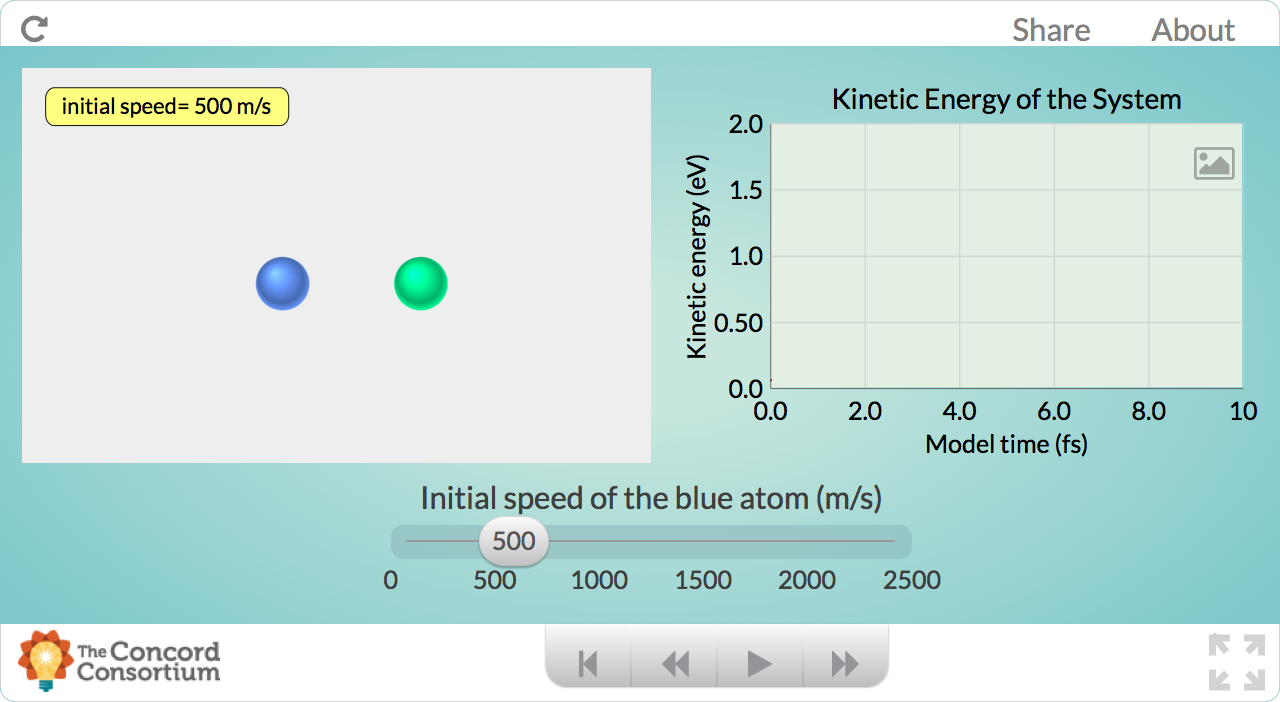 Share About
initial speed= 500 m/s
Kinetic Energy of the System
2.0
1.5
1.0
0.50
0.0
Kinetic energy (eV)
0.0 2.0 4.0 6.0 8.0 10
Model time (fs)
Initial speed of the blue atom (m/s)
500
0 500 1000 1500 2000 2500
The Concord
Consortium